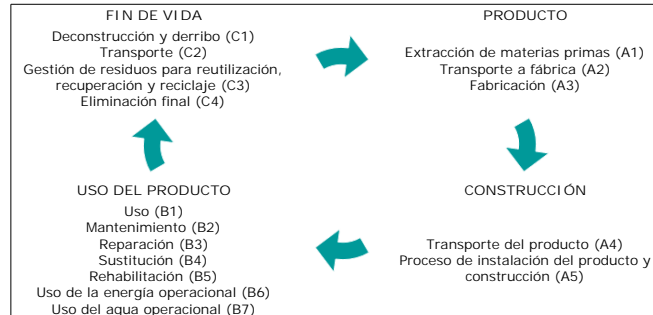 FIN DE VIDA
Deconstrucción y derribo (C1)
Transporte (C2)
Gestión de residuos para reutilización,
recuperación y reciclaje (C3)
Eliminación final (C4)
PRODUCTO
Extracción de materias primas (A1)
Transporte a fábrica (A2)
Fabricación (A3)
USO DEL PRODUCTO
Uso (B1)
Mantenimiento (B2)
Reparación (B3)
Sustitución (B4)
Rehabilitación (B5)
Uso de la energía operacional (B6)
Uso del agua operacional (B7)
CONSTRUCCIÓN
Transporte del producto (A4)
Proceso de instalación del producto y
construcción (A5)